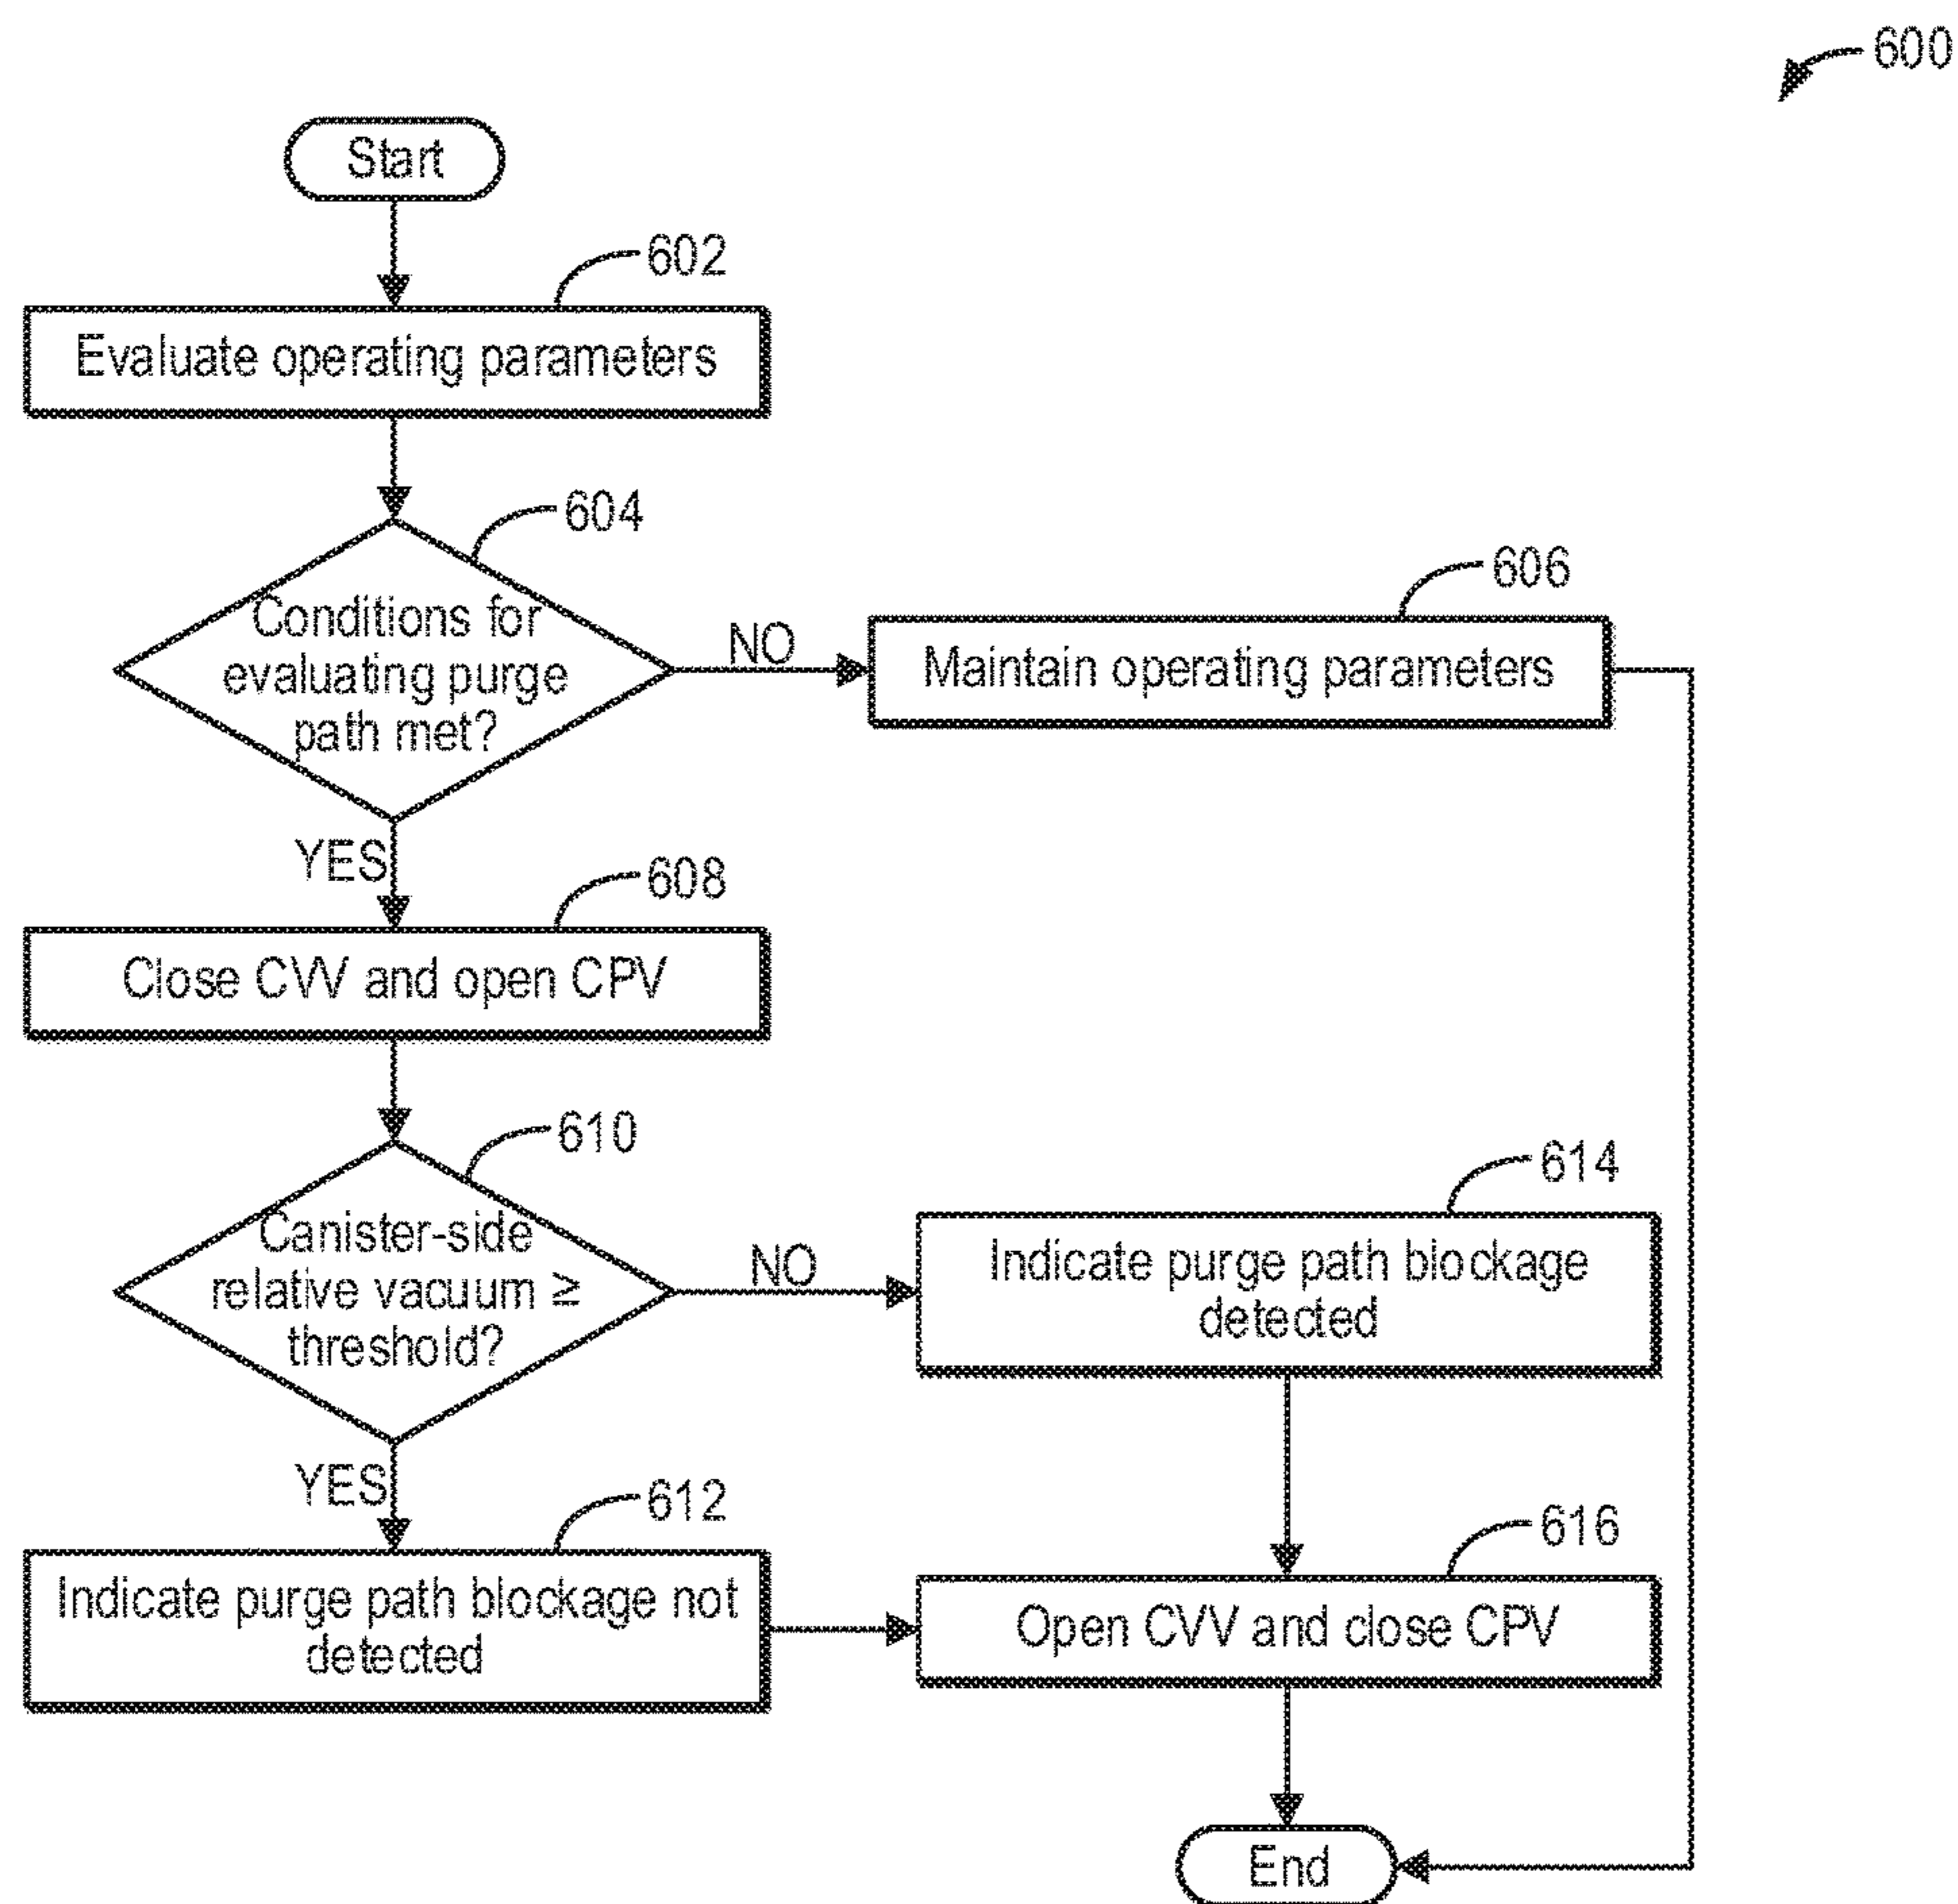 600
Start
602
Evaluate operating parameters
604
Conditions for
evaluating purge
path met?
NO
606
Maintain operating parameters
YES
608
Close CVV and open CPV
610
Canister-side
relative vacuum ≥
threshold?
NO
614
Indicate purge path blockage
detected
YES
612
Indicate purge path blockage not
detected
616
Open CVV and close CPV
End